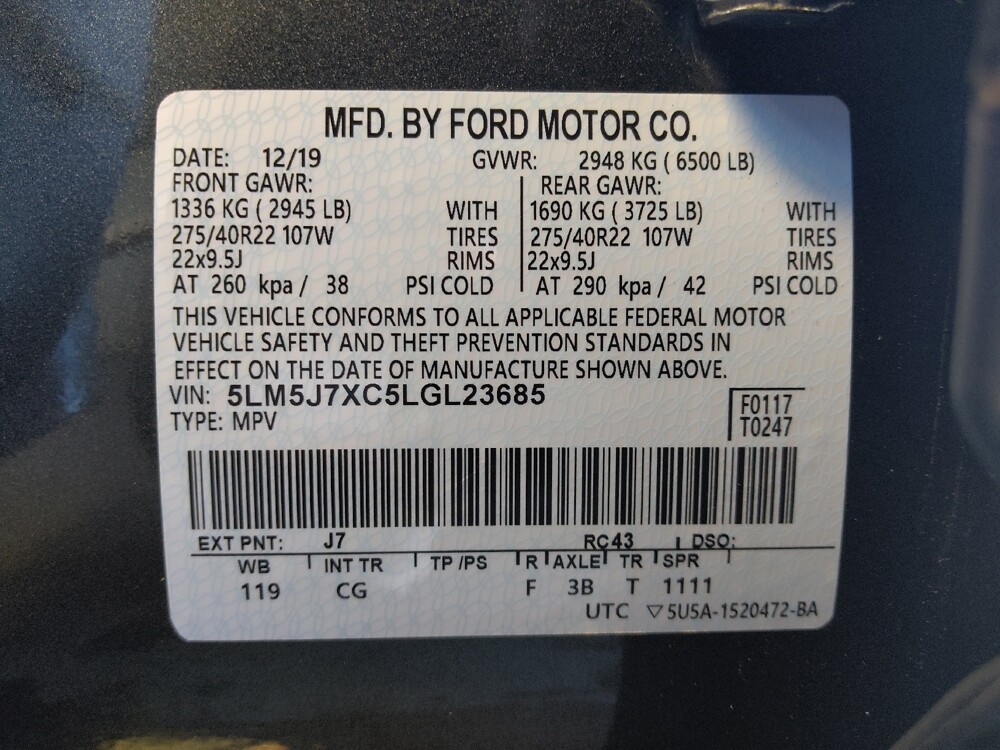 MFD. BY FORD MOTOR CO.
DATE: 12/19 GVWR: 2948 KG ( 6500 LB)
FRONT GAWR: REAR GAWR:
1336 KG ( 2945 LB) WITH 1690 KG ( 3725 LB) WITH
275/40R22 107W TIRES 275/40R22 107W TIRES
22x9.5J RIMS 22x9.5J RIMS
AT 260 kpa / 38 PSI COLD AT 290 kpa / 42 PSI COLD
THIS VEHICLE CONFORMS TO ALL APPLICABLE FEDERAL MOTOR
VEHICLE SAFETY AND THEFT PREVENTION STANDARDS IN
EFFECT ON THE DATE OF MANUFACTURE SHOWN ABOVE.
VIN: 5LM5J7XC5LGL23685 F0117
TYPE: MPV T0247
EXT PNT: J7 RC43 DSO:
WB INT TR TP /PS R AXLE TR SPR
119 CG F 3B T 1111
UTC ▽5U5A-1520472-BA